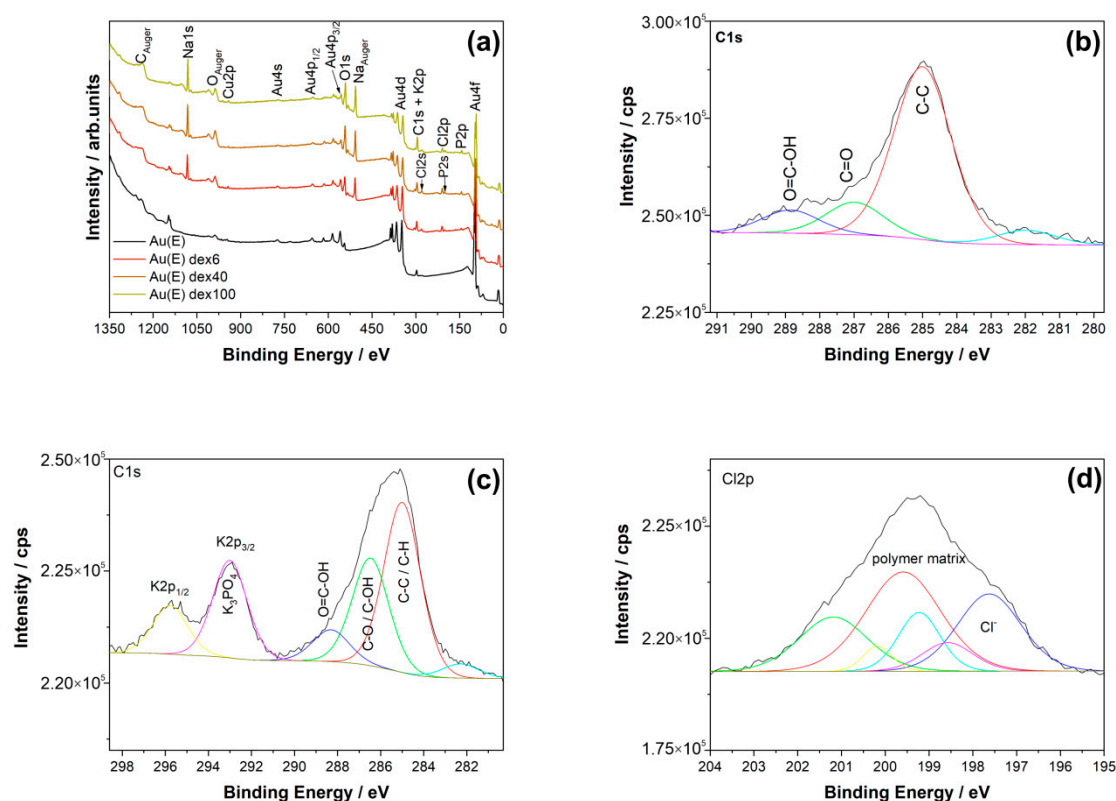 (a)
C_Auger
Na1s
O_Auger
Cu2p
Au4s
Au4p_1/2
Au4p_3/2
O1s
Na_Auger
Au4d
C1s + K2p
Cl2s
P2s
Cl2p
P2p
Au4f
Intensity / arb.units
Au(E)
Au(E) dex6
Au(E) dex40
Au(E) dex100
1350 1200 1050 900 750 600 450 300 150 0
Binding Energy / eV
(b)
C1s
3.00×10^5
2.75×10^5
2.50×10^5
2.25×10^5
Intensity / cps
O=C-OH
C=O
C-C
291 290 289 288 287 286 285 284 283 282 281 280
Binding Energy / eV
(c)
C1s
2.50×10^5
2.25×10^5
2.20×10^5
Intensity / cps
K2p_1/2
K2p_3/2
K_3PO_4
O=C-OH
C-O / C-OH
C-C / C-H
298 296 294 292 290 288 286 284 282
Binding Energy / eV
(d)
Cl2p
2.25×10^5
2.20×10^5
1.75×10^5
Intensity / cps
polymer matrix
Cl^-
204 203 202 201 200 199 198 197 196 195
Binding Energy / eV